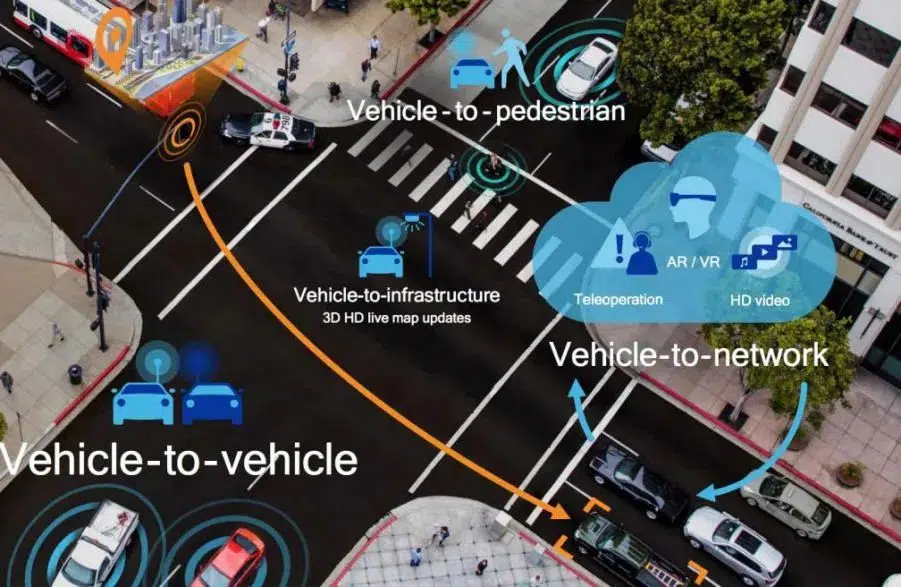 Vehicle-to-pedestrian
798
CALIFORNIA BANK & TRUST
AR / VR
Teleoperation
HD video
Vehicle-to-infrastructure
3D HD live map updates
Vehicle-to-network
Vehicle-to-vehicle